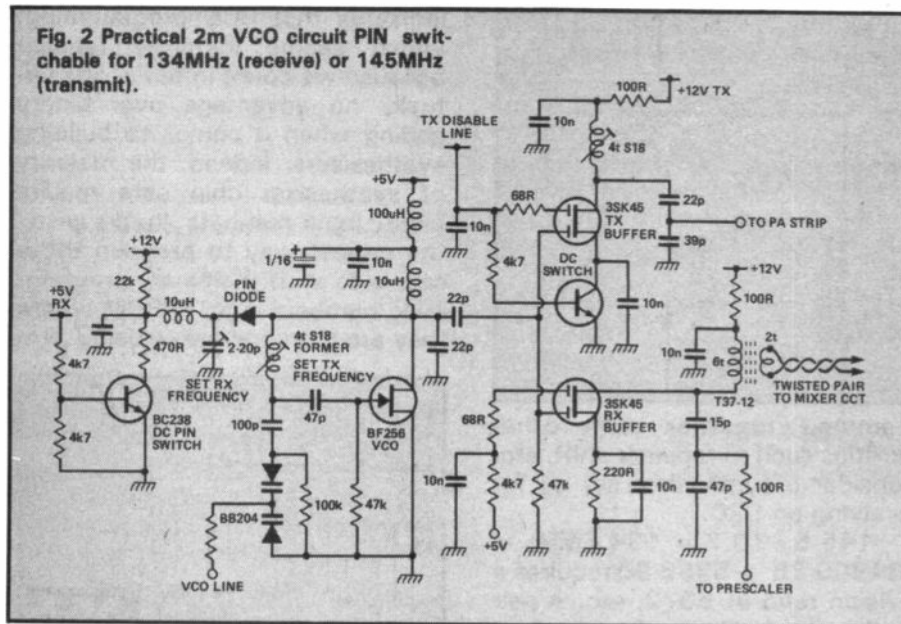 Fig. 2 Practical 2m VCO circuit PIN swit-
chable for 134MHz (receive) or 145MHz
(transmit).
100R
+12V TX
10n
TX DISABLE
LINE
4t S18
+5V
68R
3SK45
TX
BUFFER
22p
TO PA STRIP
100uH
10n
39p
+12V
1/16
10n
4k7
DC
SWITCH
22k
10uH
+12V
+5V
RX
10uH
PIN
DIODE
22p
10n
100R
4k7
470R
2-20p
4t S18
FORMER
22p
10n
6t
2t
SET RX
FREQUENCY
SET TX
FREQUENCY
TWISTED PAIR
TO MIXER CCT
3SK45
RX
BUFFER
T37-12
BC238
DC PIN
SWITCH
47p
BF256
VCO
68R
15p
4k7
100p
220R
10n
4k7
47k
10n
47p
100R
BB204
100k
47k
+5V
VCO LINE
TO PRESCALER